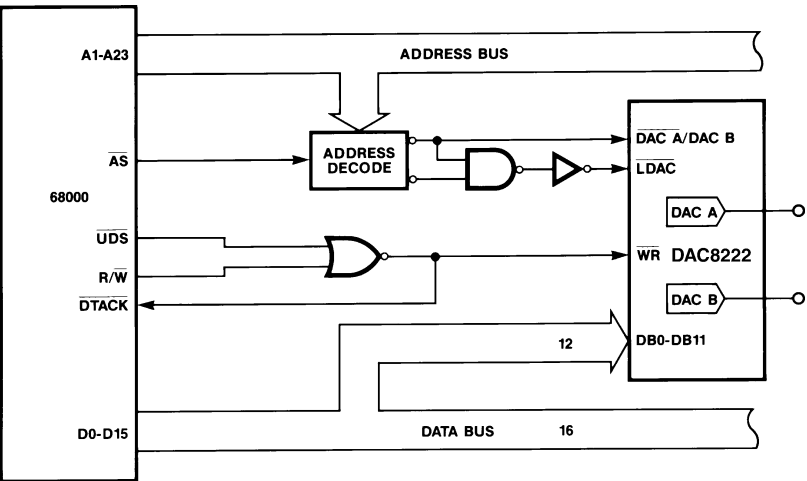 A1-A23
ADDRESS BUS
AS
ADDRESS
DECODE
DAC A/DAC B
LDAC
68000
DAC A
UDS
R/W
WR
DAC8222
DTACK
DAC B
12
DB0-DB11
D0-D15
DATA BUS
16